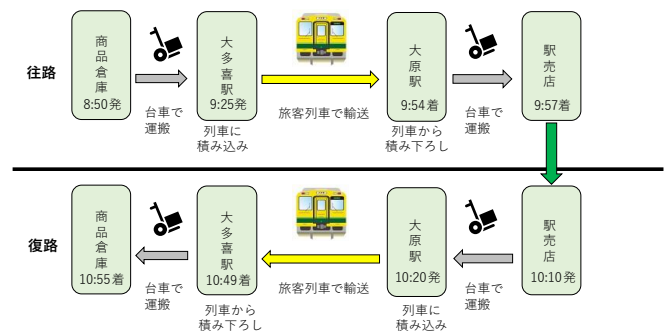 往路
商品倉庫
8:50発
台車で
運搬
大多喜駅
9:25発
列車に
積み込み
旅客列車で輸送
大原駅
9:54着
列車から
積み下ろし
台車で
運搬
駅売店
9:57着
復路
商品倉庫
10:55着
台車で
運搬
大多喜駅
10:49着
列車から
積み下ろし
旅客列車で輸送
大原駅
10:20発
列車に
積み込み
台車で
運搬
駅売店
10:10発